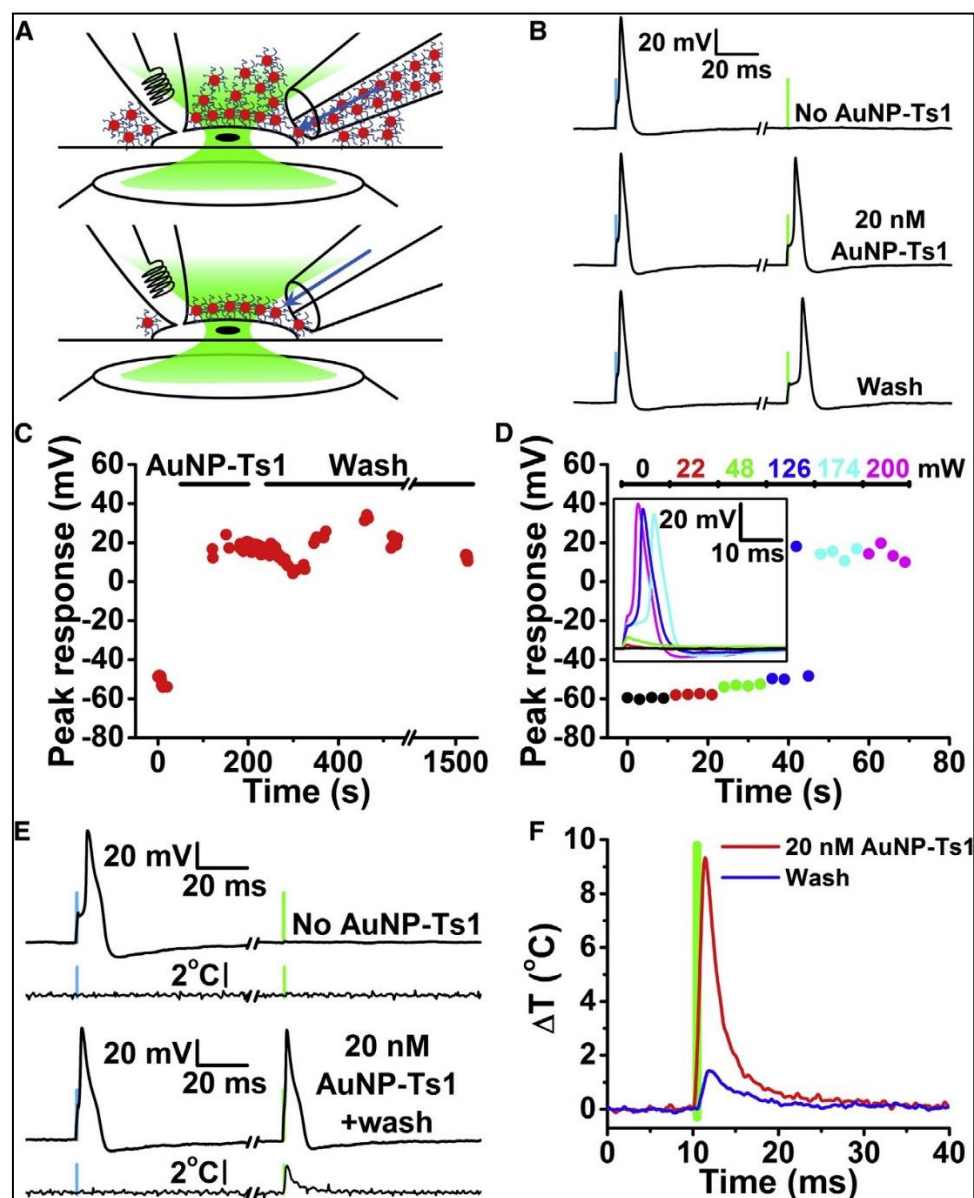 A
B
20 mV
20 ms
No AuNP-Ts1
20 nM
AuNP-Ts1
Wash
C
Peak response (mV)
60
40
20
0
-20
-40
-60
-80
AuNP-Ts1 Wash
0 200 400 1500
Time (s)
D
Peak response (mV)
60
40
20
0
-20
-40
-60
-80
0 22 48 126 174 200 mW
20 mV
10 ms
0 20 40 60 80
Time (s)
E
20 mV
20 ms
No AuNP-Ts1
2°C
20 mV
20 ms
20 nM
AuNP-Ts1
+wash
2°C
F
ΔT (°C)
10
8
6
4
2
0
20 nM AuNP-Ts1
Wash
0 10 20 30 40
Time (ms)